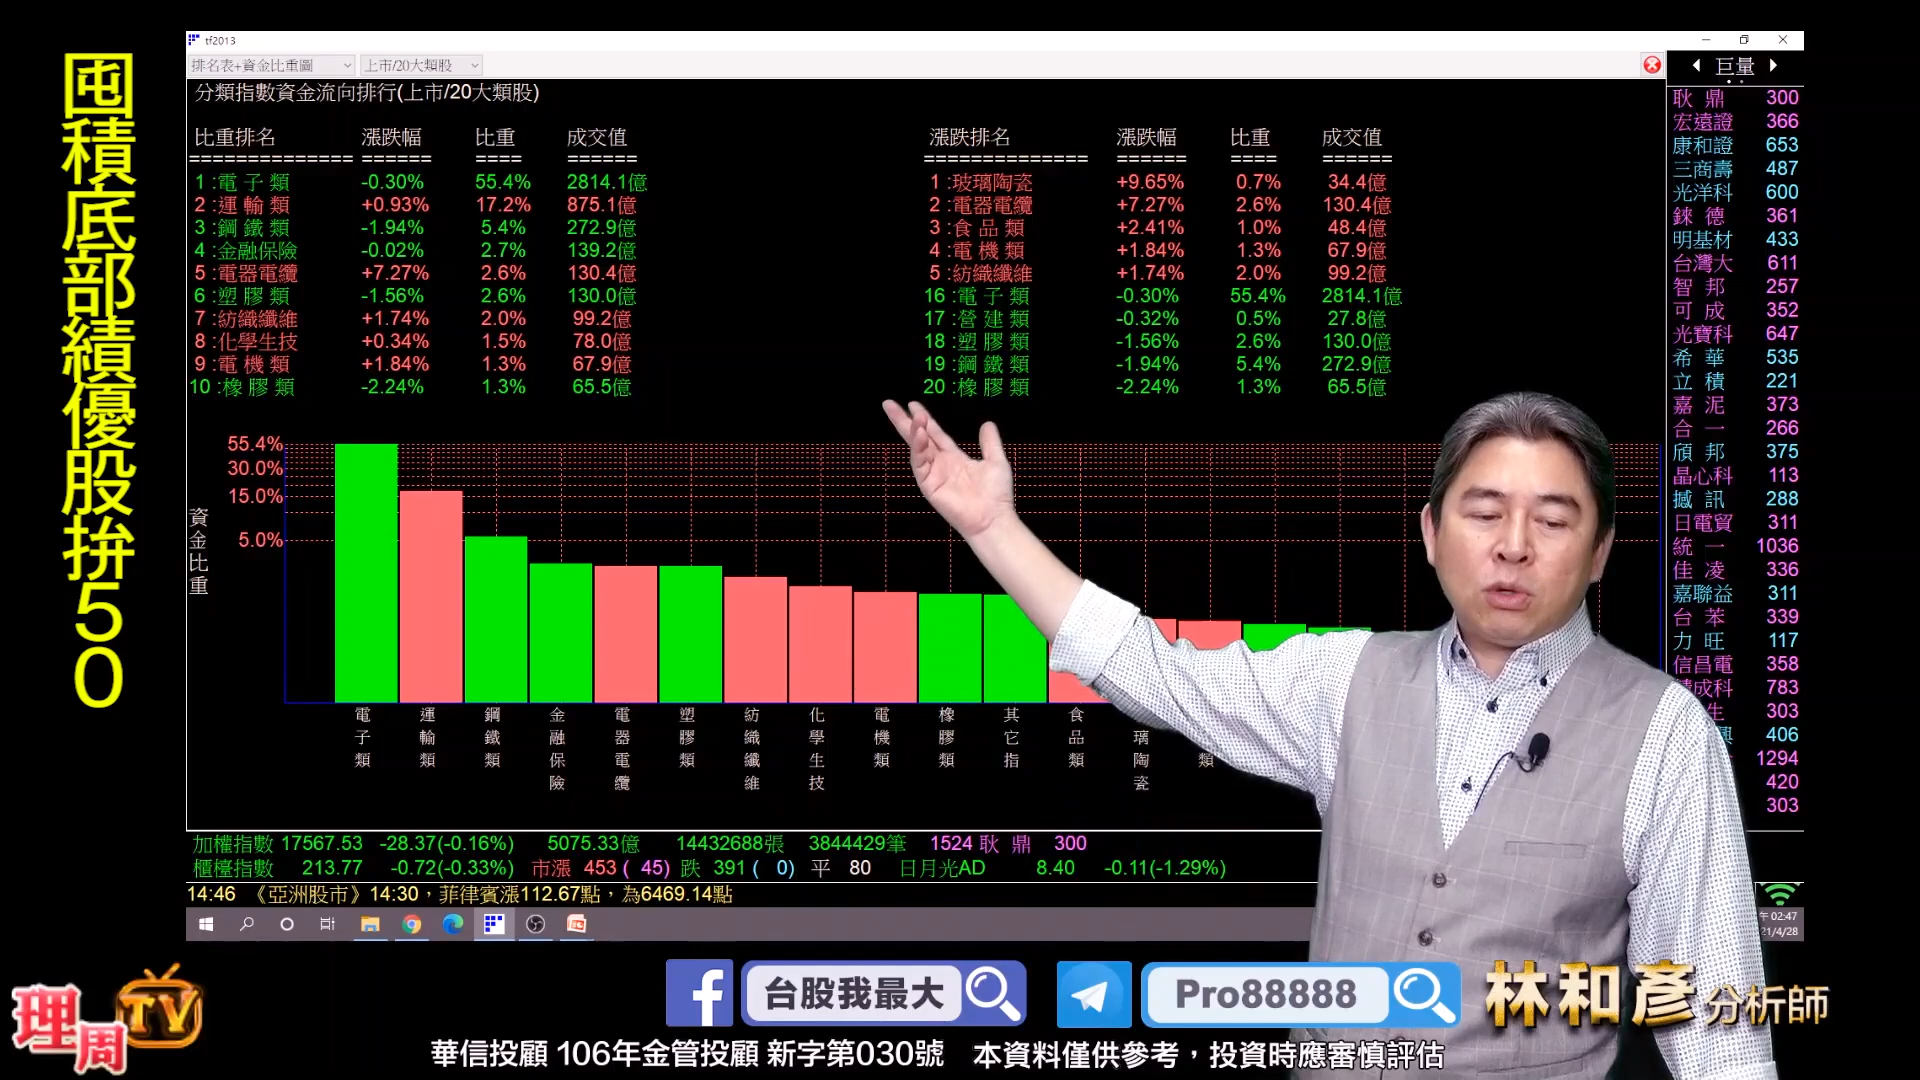 囤積底部績優股拚50
tf2013
排名表+資金比重圖 上市/20大類股
分類指數資金流向排行(上市/20大類股)
比重排名 漲跌幅 比重 成交值
============== ====== ==== ======
1 :電子類 -0.30% 55.4% 2814.1億
2 :運輸類 +0.93% 17.2% 875.1億
3 :鋼鐵類 -1.94% 5.4% 272.9億
4 :金融保險 -0.02% 2.7% 139.2億
5 :電器電纜 +7.27% 2.6% 130.4億
6 :塑膠類 -1.56% 2.6% 130.0億
7 :紡織纖維 +1.74% 2.0% 99.2億
8 :化學生技 +0.34% 1.5% 78.0億
9 :電機類 +1.84% 1.3% 67.9億
10 :橡膠類 -2.24% 1.3% 65.5億
漲跌排名 漲跌幅 比重 成交值
============== ====== ==== ======
1 :玻璃陶瓷 +9.65% 0.7% 34.4億
2 :電器電纜 +7.27% 2.6% 130.4億
3 :食品類 +2.41% 1.0% 48.4億
4 :電機類 +1.84% 1.3% 67.9億
5 :紡織纖維 +1.74% 2.0% 99.2億
16 :電子類 -0.30% 55.4% 2814.1億
17 :營建類 -0.32% 0.5% 27.8億
18 :塑膠類 -1.56% 2.6% 130.0億
19 :鋼鐵類 -1.94% 5.4% 272.9億
20 :橡膠類 -2.24% 1.3% 65.5億
巨量
耿鼎 300
宏遠證 366
康和證 653
三商壽 487
光洋科 600
錸德 361
明基材 433
台灣大 611
智邦 257
可成 352
光寶科 647
希華 535
立積 221
嘉泥 373
合一 266
頎邦 375
晶心科 113
撼訊 288
日電貿 311
統一 1036
佳凌 336
嘉聯益 311
台苯 339
力旺 117
信昌電 358
成科 783
生 303
406
1294
420
303
55.4%
30.0%
15.0%
5.0%
資金比重
電子類
運輸類
鋼鐵類
金融保險
電器電纜
塑膠類
紡織纖維
化學生技
電機類
橡膠類
其它指
食品類
璃陶瓷
類
加權指數 17567.53 -28.37(-0.16%) 5075.33億 14432688張 3844429筆 1524 耿鼎 300
櫃檯指數 213.77 -0.72(-0.33%) 市漲 453 ( 45) 跌 391 ( 0) 平 80 日月光AD 8.40 -0.11(-1.29%)
14:46 《亞洲股市》14:30，菲律賓漲112.67點，為6469.14點
午 02:47
21/4/28
理周TV
f 台股我最大
Pro88888
林和彥 分析師
華信投顧 106年金管投顧 新字第030號 本資料僅供參考，投資時應審慎評估